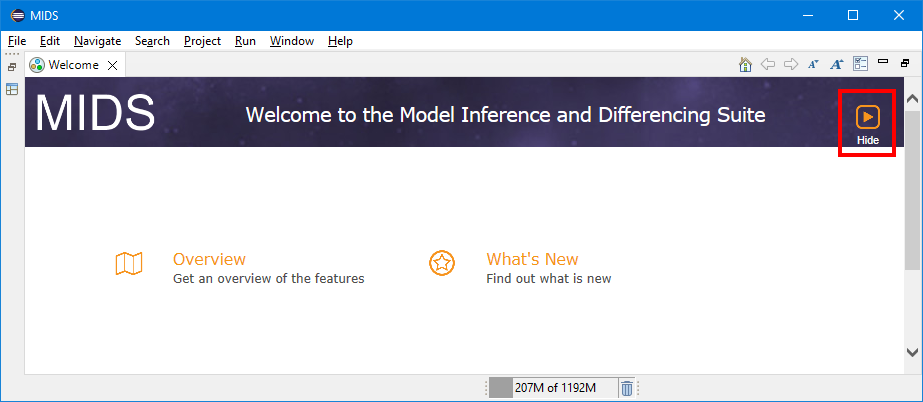 MIDS
File Edit Navigate Search Project Run Window Help
Welcome
MIDS
Welcome to the Model Inference and Differencing Suite
Hide
Overview
Get an overview of the features
What's New
Find out what is new
207M of 1192M